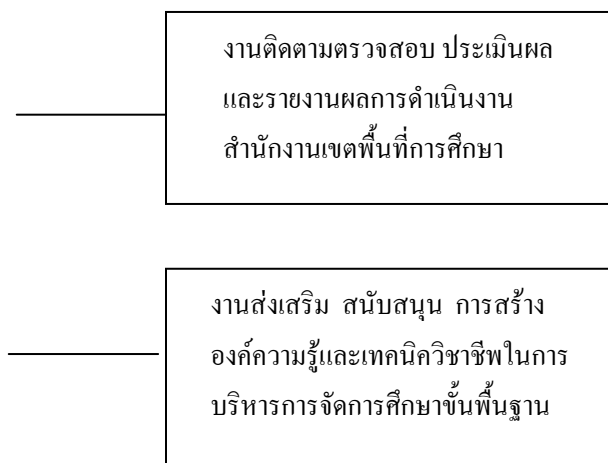 งานติดตามตรวจสอบ ประเมินผล
และรายงานผลการดำเนินงาน
สำนักงานเขตพื้นที่การศึกษา
งานส่งเสริม สนับสนุน การสร้าง
องค์ความรู้และเทคนิควิชาชีพในการ
บริหารการจัดการศึกษาขั้นพื้นฐาน